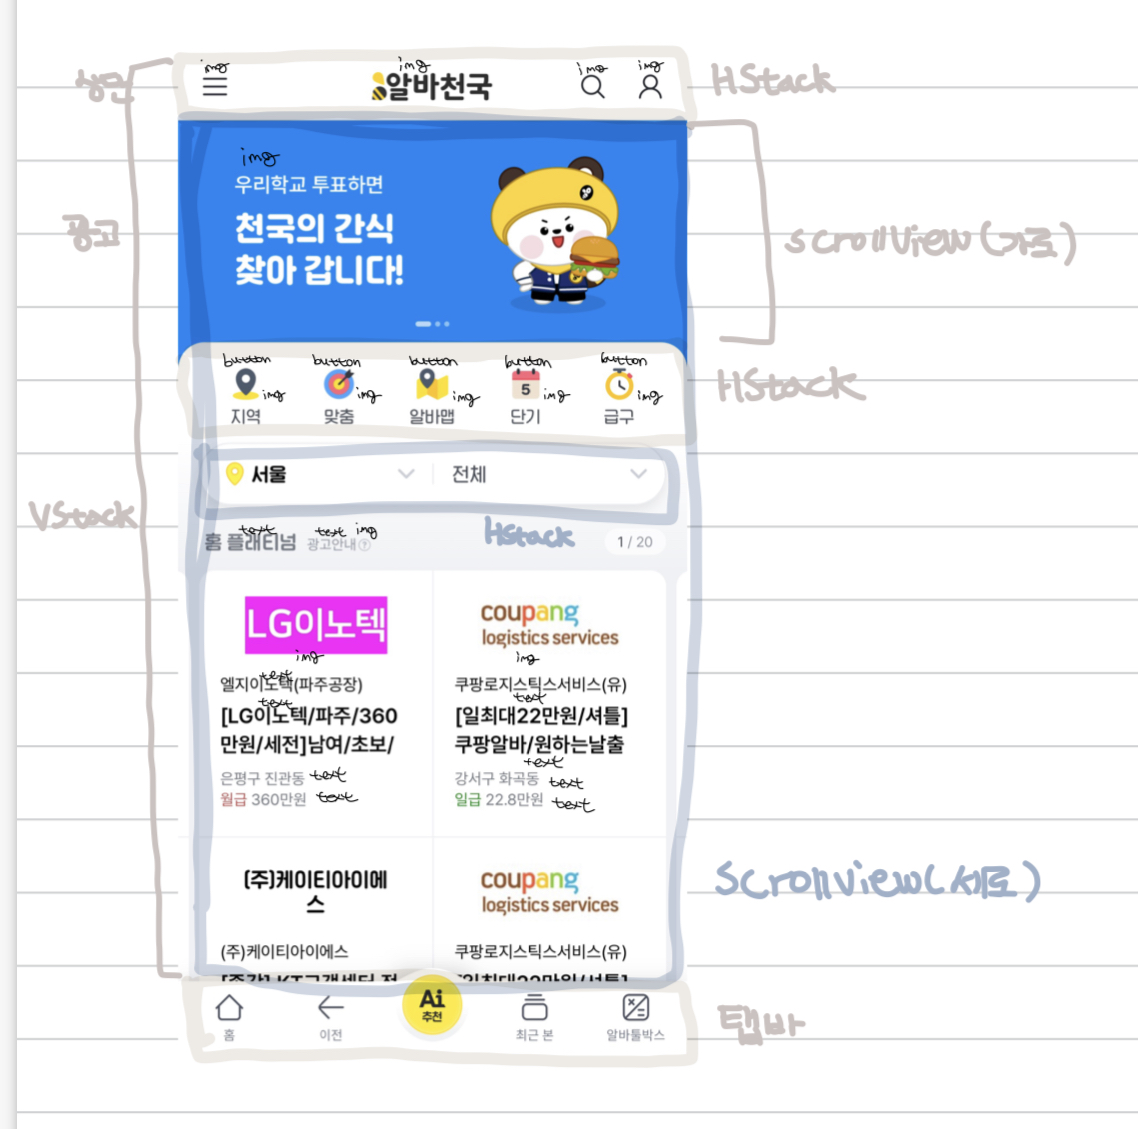 img img img img
상단 알바천국 HStack
img
우리학교 투표하면
광고 천국의 간식 scrollView (가로)
찾아 갑니다!
button button button button button
img img img 5 img img HStack
지역 맞춤 알바맵 단기 급구
서울 전체
VStack
text text img HStack
홈 플래티넘 광고안내 ? 1 / 20
LG이노텍 coupang
logistics services
img img
text
엘지이노텍(파주공장) 쿠팡로지스틱스서비스(유)
text text
[LG이노텍/파주/360 [일최대22만원/셔틀]
만원/세전]남여/초보/ 쿠팡알바/원하는날출
text
은평구 진관동 text 강서구 화곡동 text
월급 360만원 text 일급 22.8만원 text
(주)케이티아이에 coupang Scrollview(세로)
스 logistics services
(주)케이티아이에스 쿠팡로지스틱스서비스(유)
[일최대22만원/셔틀]
Ai
추천 탭바
홈 이전 최근 본 알바툴박스